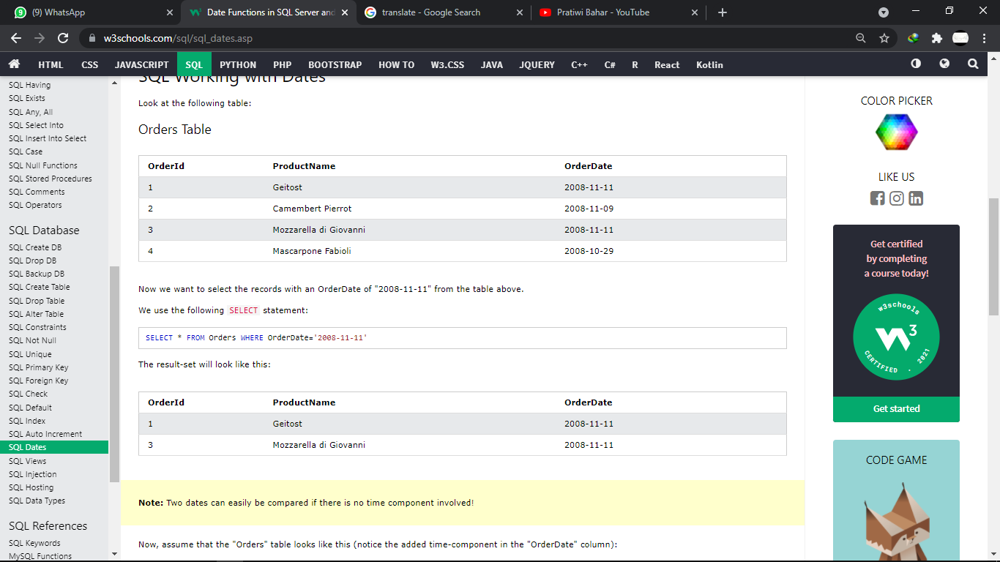 (9) WhatsApp
Date Functions in SQL Server and
translate - Google Search
Pratiwi Bahar - YouTube
w3schools.com/sql/sql_dates.asp
HTML CSS JAVASCRIPT SQL PYTHON PHP BOOTSTRAP HOW TO W3.CSS JAVA JQUERY C++ C# R React Kotlin
SQL Having
SQL Exists
SQL Any, All
SQL Select Into
SQL Insert Into Select
SQL Case
SQL Null Functions
SQL Stored Procedures
SQL Comments
SQL Operators
SQL Database
SQL Create DB
SQL Drop DB
SQL Backup DB
SQL Create Table
SQL Drop Table
SQL Alter Table
SQL Constraints
SQL Not Null
SQL Unique
SQL Primary Key
SQL Foreign Key
SQL Check
SQL Default
SQL Index
SQL Auto Increment
SQL Dates
SQL Views
SQL Injection
SQL Hosting
SQL Data Types
SQL References
SQL Keywords
MySQL Functions
SQL Working with Dates
Look at the following table:
Orders Table
OrderId ProductName OrderDate
1 Geitost 2008-11-11
2 Camembert Pierrot 2008-11-09
3 Mozzarella di Giovanni 2008-11-11
4 Mascarpone Fabioli 2008-10-29
Now we want to select the records with an OrderDate of "2008-11-11" from the table above.
We use the following SELECT statement:
SELECT * FROM Orders WHERE OrderDate='2008-11-11'
The result-set will look like this:
OrderId ProductName OrderDate
1 Geitost 2008-11-11
3 Mozzarella di Giovanni 2008-11-11
Note: Two dates can easily be compared if there is no time component involved!
Now, assume that the "Orders" table looks like this (notice the added time-component in the "OrderDate" column):
COLOR PICKER
LIKE US
Get certified
by completing
a course today!
w3schools
CERTIFIED . 2021
Get started
CODE GAME